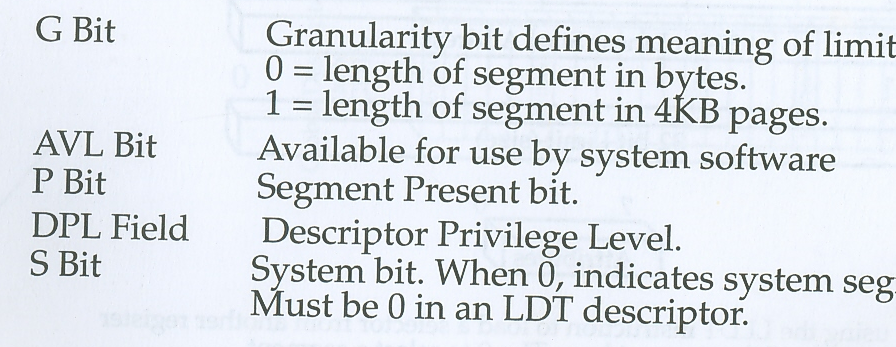 G Bit Granularity bit defines meaning of limit
0 = length of segment in bytes.
1 = length of segment in 4KB pages.
AVL Bit Available for use by system software
P Bit Segment Present bit.
DPL Field Descriptor Privilege Level.
S Bit System bit. When 0, indicates system seg
Must be 0 in an LDT descriptor.